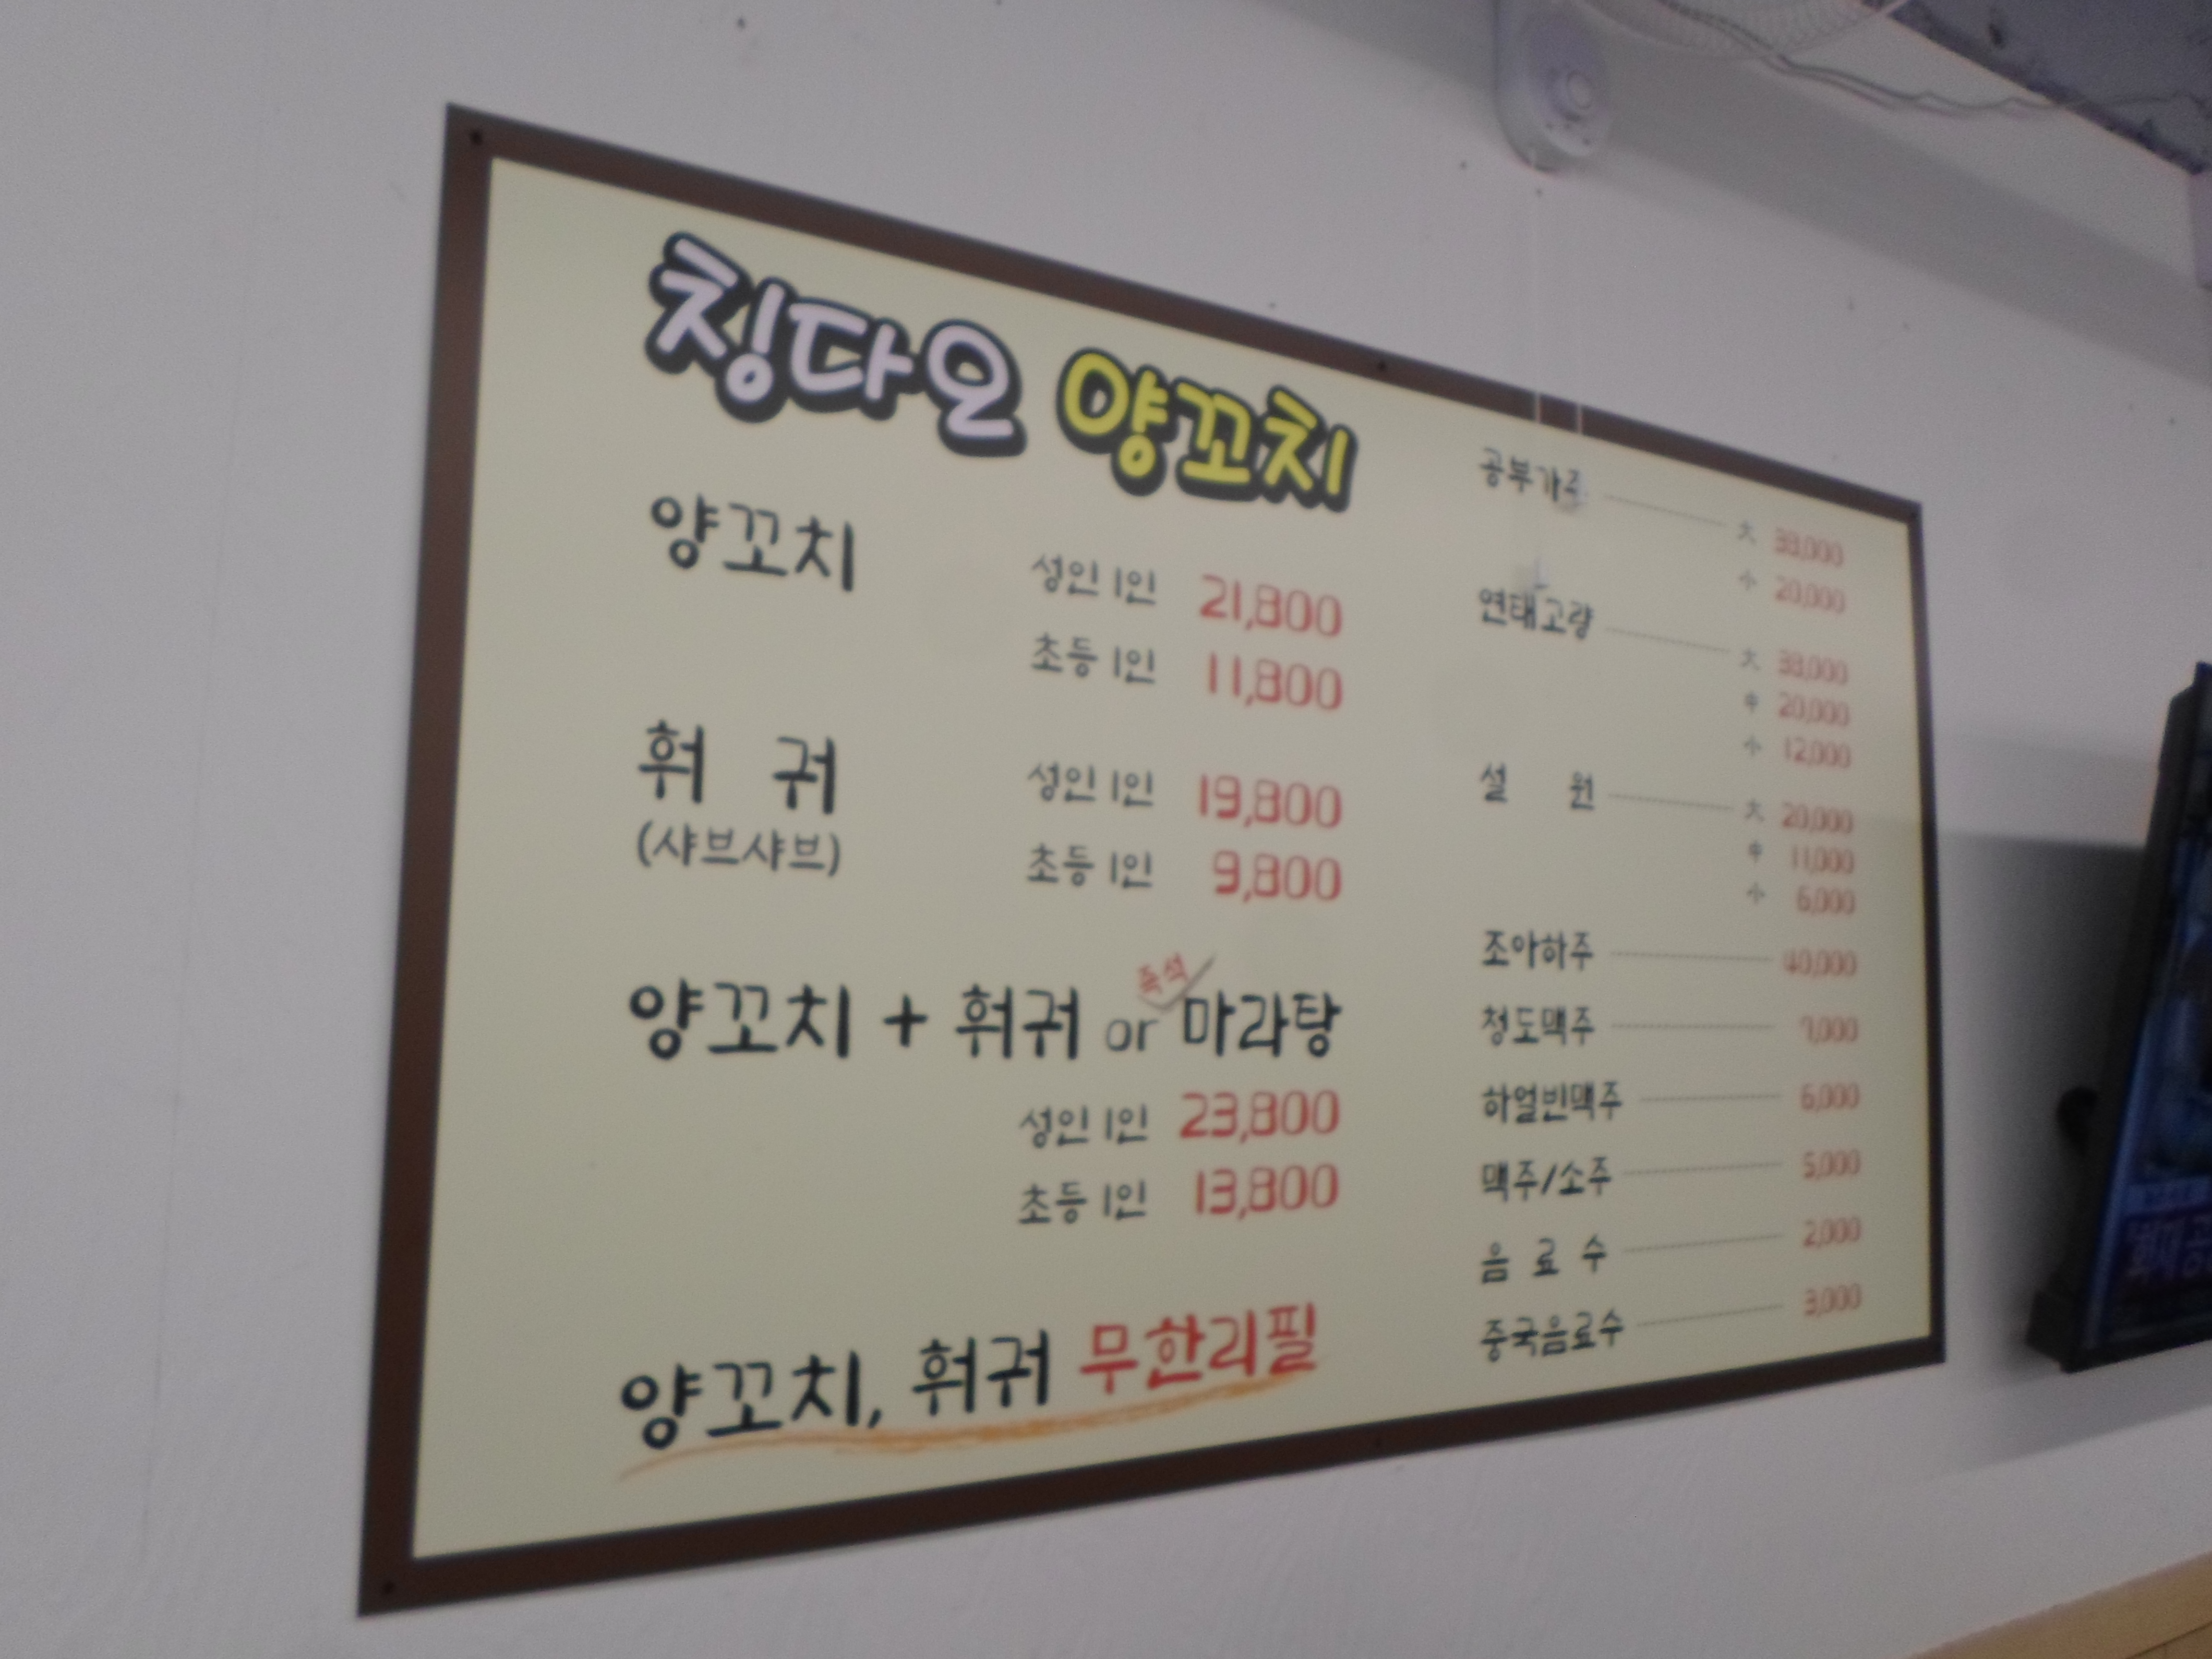 칭다오 양꼬치
양꼬치
성인 1인 21,800
초등 1인 11,800
훠 궈
(샤브샤브)
성인 1인 19,800
초등 1인 9,800
즉석
양꼬치 + 훠궈 or 마라탕
성인 1인 23,800
초등 1인 13,800
양꼬치, 훠궈 무한리필
공부가주
大 38,000
小 20,000
연태고량
大 38,000
中 20,000
小 12,000
설 원
大 20,000
中 11,000
小 6,000
조아하주 40,000
청도맥주 7,000
하얼빈맥주 6,000
맥주/소주 5,000
음 료 수 2,000
중국음료수 3,000